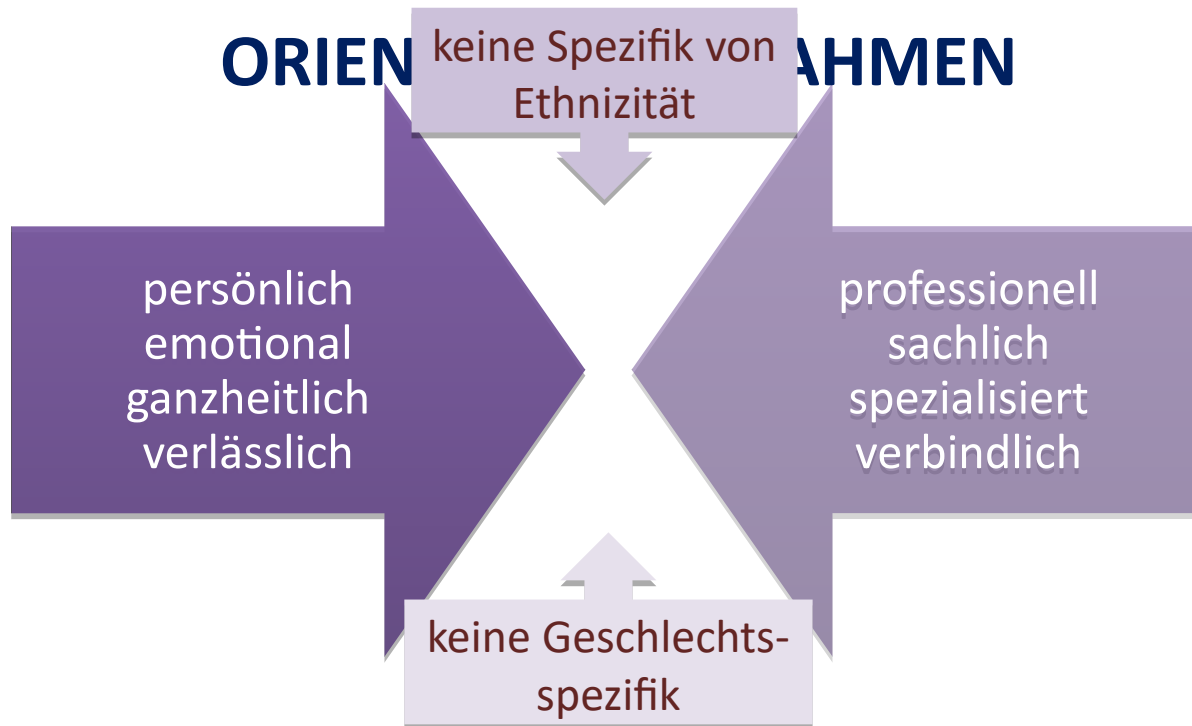 ORIEN AHMEN
keine Spezifik von
Ethnizität
persönlich
emotional
ganzheitlich
verlässlich
professionell
sachlich
spezialisiert
verbindlich
keine Geschlechts-
spezifik